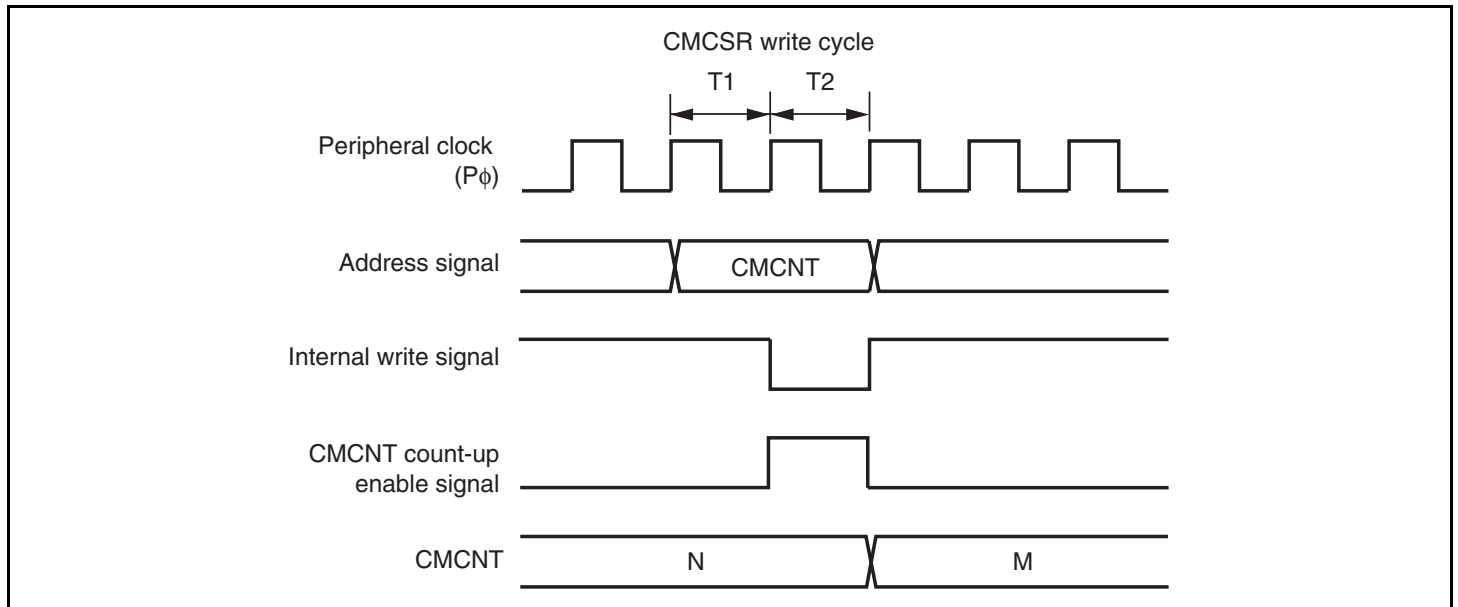 CMCSR write cycle
T1 T2
Peripheral clock
(Pϕ)
Address signal
CMCNT
Internal write signal
CMCNT count-up
enable signal
CMCNT
N
M